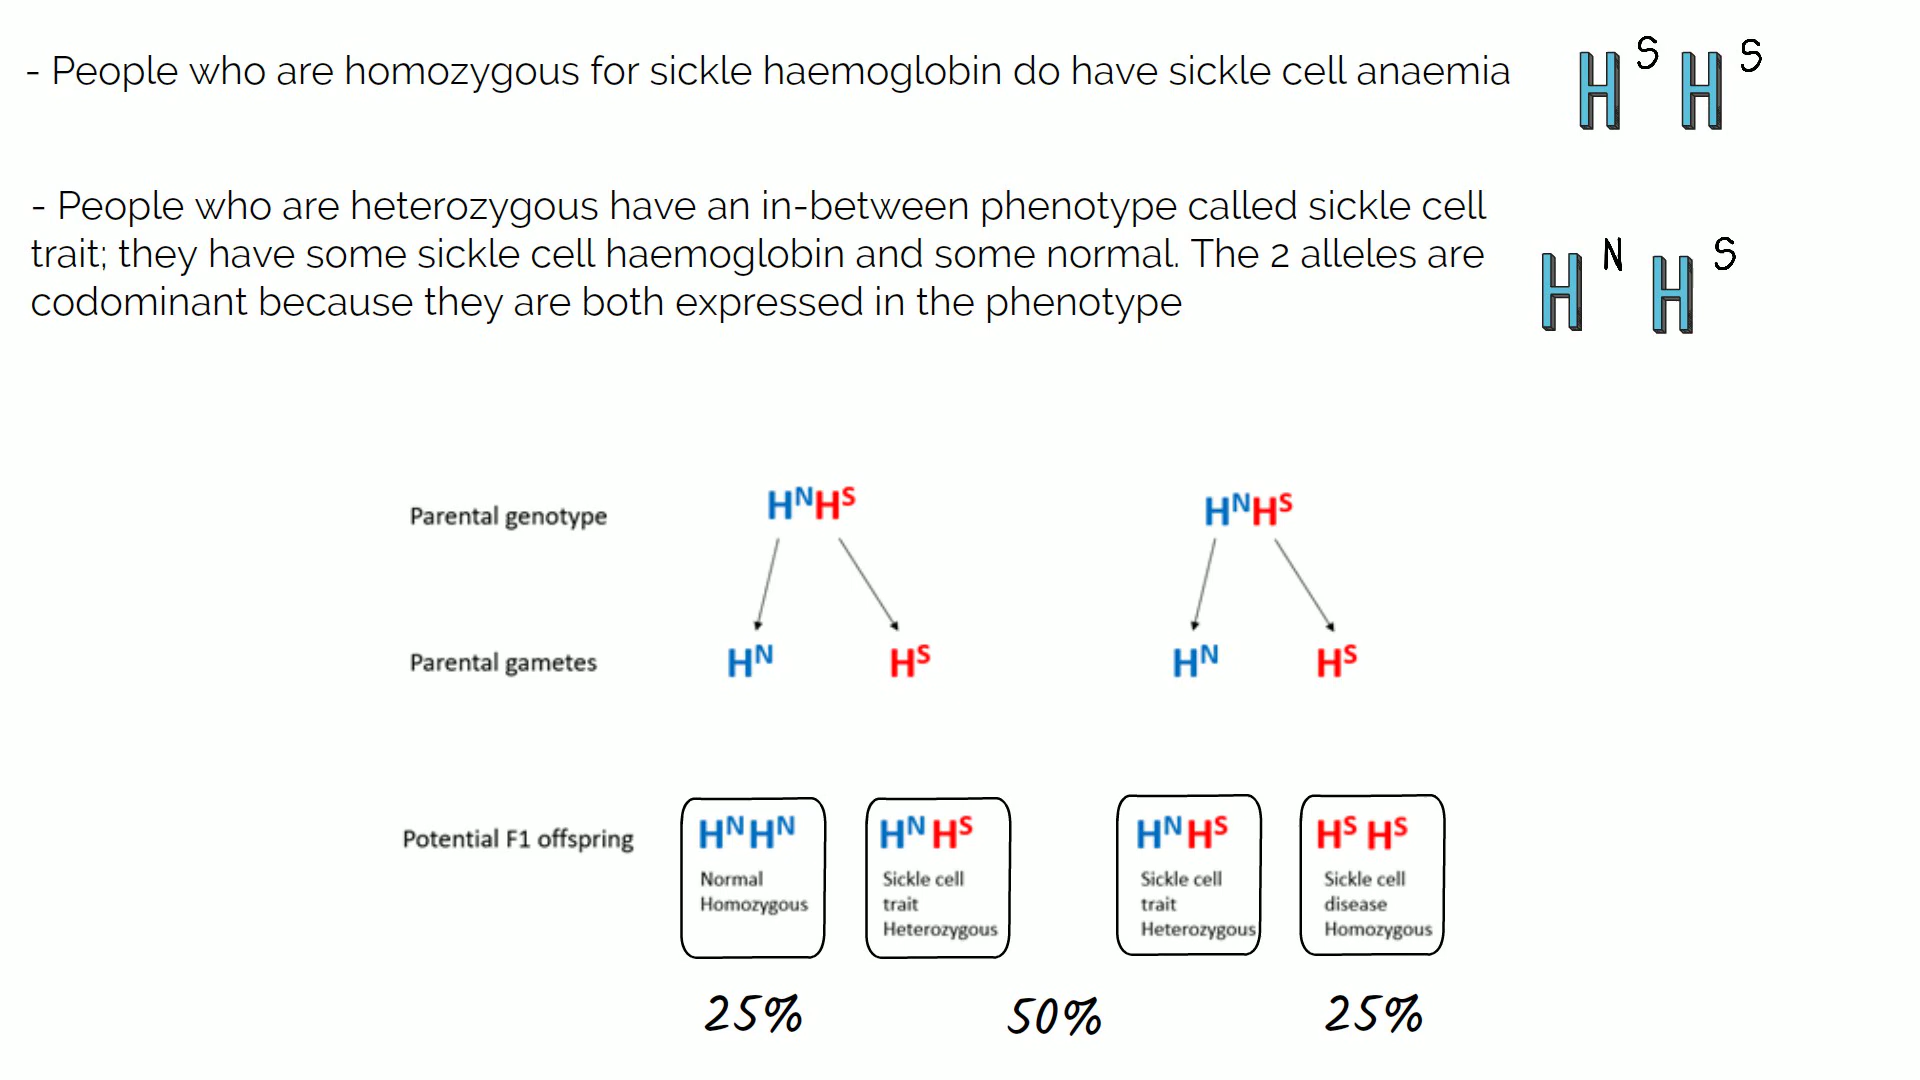 - People who are homozygous for sickle haemoglobin do have sickle cell anaemia
H S H S
- People who are heterozygous have an in-between phenotype called sickle cell
trait; they have some sickle cell haemoglobin and some normal. The 2 alleles are
codominant because they are both expressed in the phenotype
H N H S
Parental genotype HNHS HNHS
Parental gametes HN HS HN HS
Potential F1 offspring HN HN HN HS HN HS HS HS
Normal Sickle cell Sickle cell Sickle cell
Homozygous trait trait disease
Heterozygous Heterozygous Homozygous
25% 50% 25%